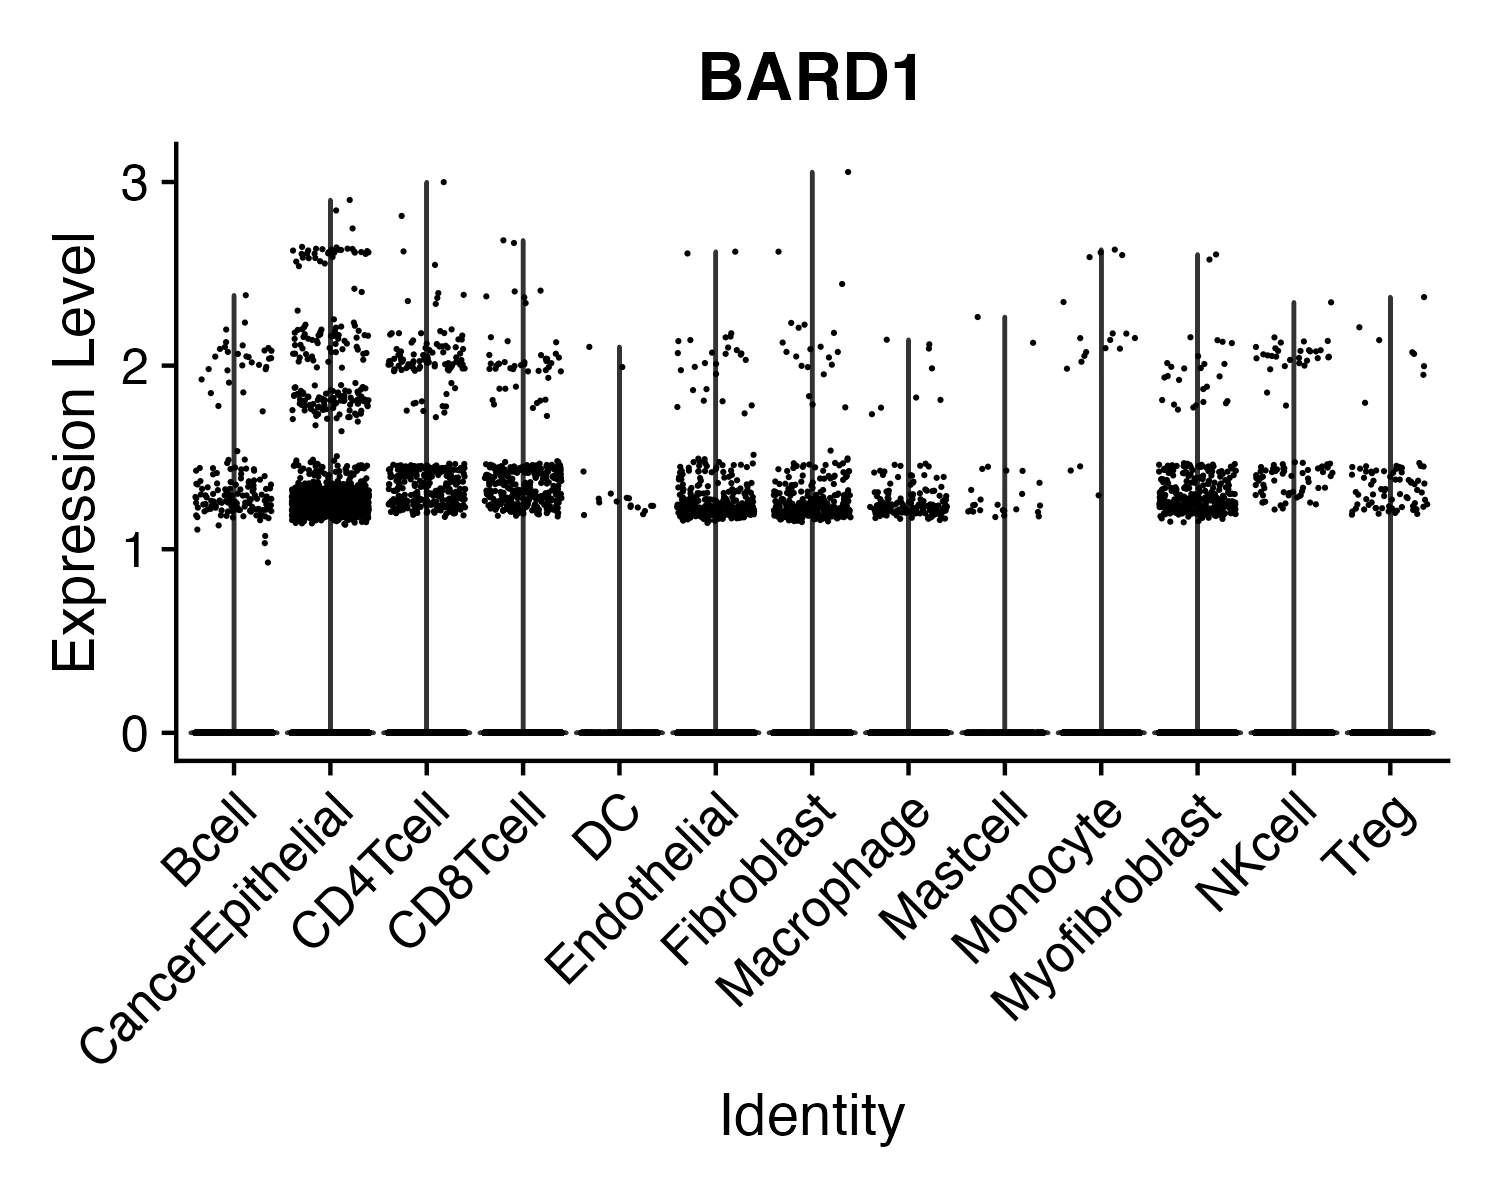 BARD1
Expression Level
3
2
1
0
Bcell
CancerEpithelial
CD4Tcell
CD8Tcell
DC
Endothelial
Fibroblast
Macrophage
Mastcell
Monocyte
Myofibroblast
NKcell
Treg
Identity